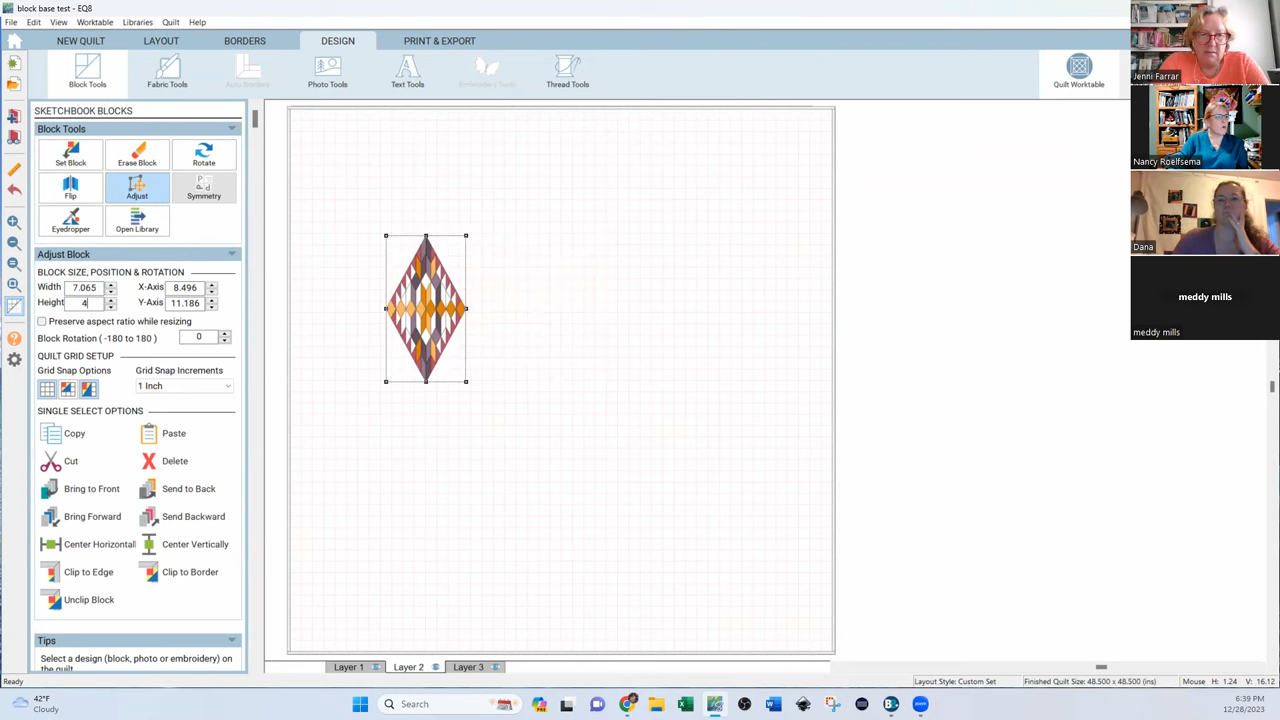 block base test - EQ8
File Edit View Worktable Libraries Quilt Help
NEW QUILT LAYOUT BORDERS DESIGN PRINT & EXPORT
Block Tools Fabric Tools Auto Borders Photo Tools Text Tools Embroidery Tools Thread Tools Quilt Worktable
SKETCHBOOK BLOCKS
Block Tools
Set Block Erase Block Rotate
Flip Adjust Symmetry
Eyedropper Open Library
Adjust Block
BLOCK SIZE, POSITION & ROTATION
Width 7.065 X-Axis 8.496
Height 4 Y-Axis 11.186
Preserve aspect ratio while resizing
Block Rotation ( -180 to 180 ) 0
QUILT GRID SETUP
Grid Snap Options Grid Snap Increments
1 Inch
SINGLE SELECT OPTIONS
Copy Paste
Cut Delete
Bring to Front Send to Back
Bring Forward Send Backward
Center Horizontall Center Vertically
Clip to Edge Clip to Border
Unclip Block
Tips
Select a design (block, photo or embroidery) on
the quilt
Layer 1 Layer 2 Layer 3
Ready Layout Style: Custom Set Finished Quilt Size: 48.500 x 48.500 (ins) Mouse H: 1.24 V: 16.12
Jenni Farrar
Nancy Roelfsema
Dana
meddy mills
meddy mills
42°F
Cloudy
Search
6:39 PM
12/28/2023